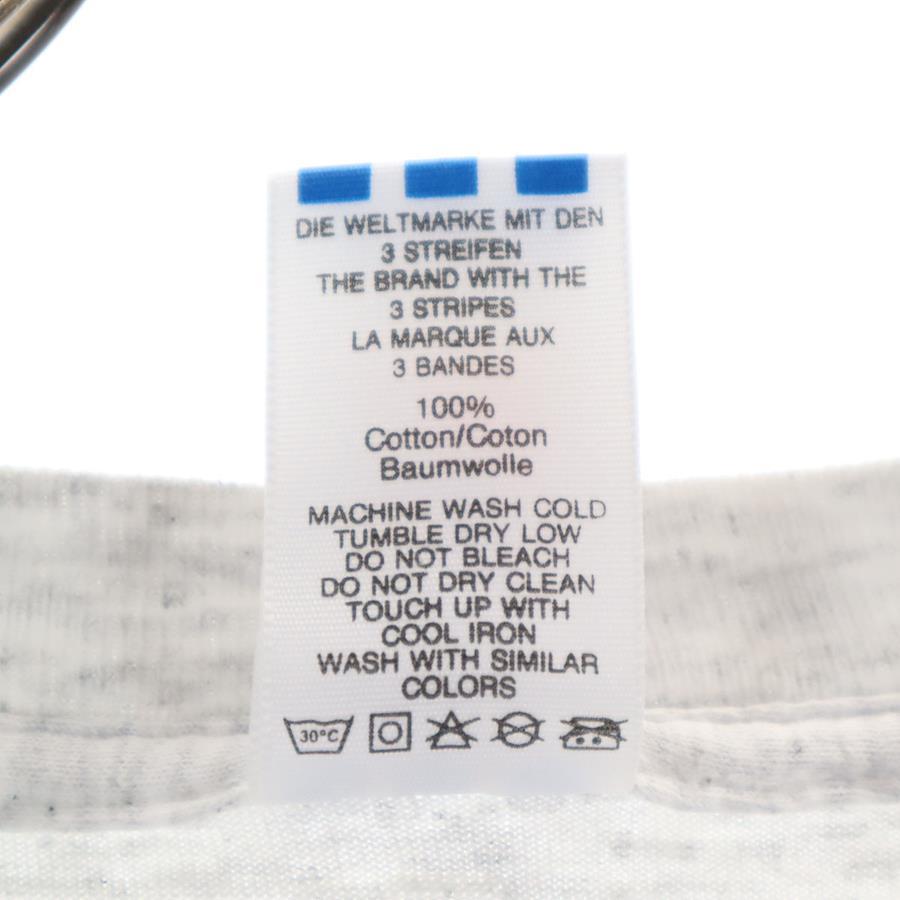 DIE WELTMARKE MIT DEN
3 STREIFEN
THE BRAND WITH THE
3 STRIPES
LA MARQUE AUX
3 BANDES
100%
Cotton/Coton
Baumwolle
MACHINE WASH COLD
TUMBLE DRY LOW
DO NOT BLEACH
DO NOT DRY CLEAN
TOUCH UP WITH
COOL IRON
WASH WITH SIMILAR
COLORS
30°C